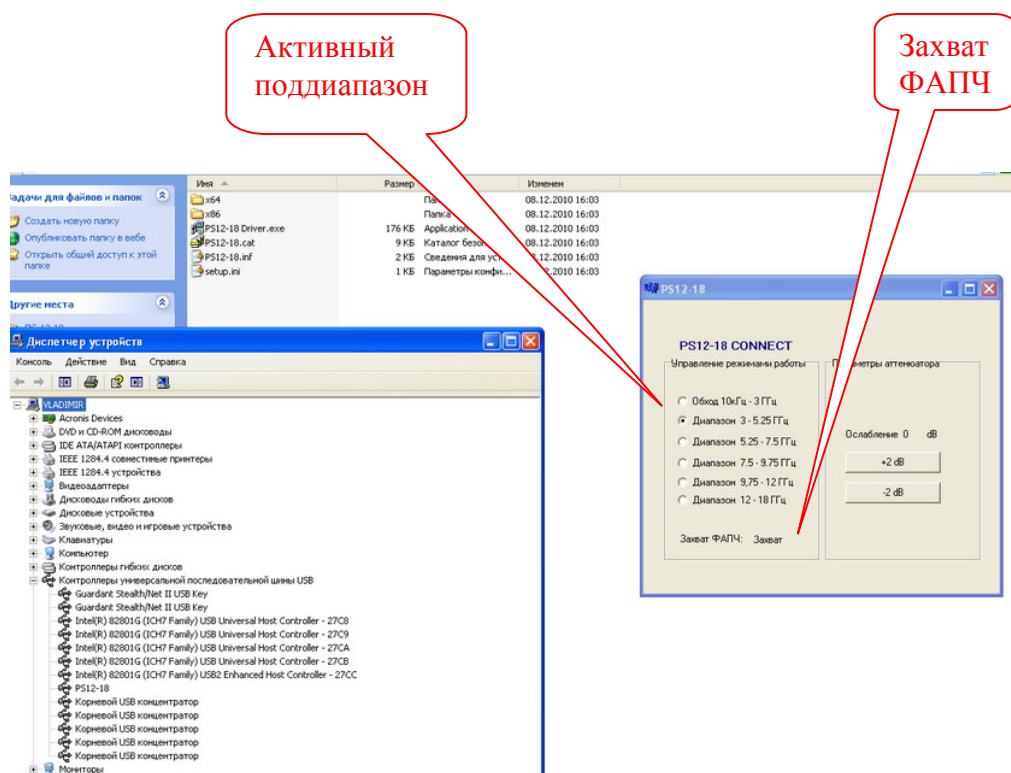 Активный
поддиапазон
Захват
ФАПЧ
Имя Размер Изменен
Задачи для файлов и папок
Создать новую папку
Опубликовать папку в вебе
Открыть общий доступ к этой
папке
Другие места
x64 08.12.2010 16:03
x86 Папка 08.12.2010 16:03
PS12-18 Driver.exe 176 КБ Application 08.12.2010 16:03
PS12-18.cat 9 КБ Каталог 08.12.2010 16:03
PS12-18.inf 2 КБ Сведения для 16:03
setup.ini 1 КБ Параметры конфи... 16:03
PS12-18
PS12-18 CONNECT
Управление режимами работы
Обход 10кГц - 3 ГГц
Диапазон 3 - 5.25 ГГц
Диапазон 5.25 - 7.5 ГГц
Диапазон 7.5 - 9.75 ГГц
Диапазон 9,75 - 12 ГГц
Диапазон 12 - 18 ГГц
Захват ФАПЧ: Захват
аттенюатора
Ослабление 0 dB
+2 dB
-2 dB
Диспетчер устройств
Консоль Действие Вид Справка
VLADIMIR
Acronis Devices
DVD и CD-ROM дисководы
IDE ATA/ATAPI контроллеры
IEEE 1284.4 совместимые принтеры
IEEE 1284.4 устройства
Видеоадаптеры
Дисководы гибких дисков
Дисковые устройства
Звуковые, видео и игровые устройства
Клавиатуры
Компьютер
Контроллеры гибких дисков
Контроллеры универсальной последовательной шины USB
Guardant Stealth/Net II USB Key
Guardant Stealth/Net II USB Key
Intel(R) 82801G (ICH7 Family) USB Universal Host Controller - 27C8
Intel(R) 82801G (ICH7 Family) USB Universal Host Controller - 27C9
Intel(R) 82801G (ICH7 Family) USB Universal Host Controller - 27CA
Intel(R) 82801G (ICH7 Family) USB Universal Host Controller - 27CB
Intel(R) 82801G (ICH7 Family) USB2 Enhanced Host Controller - 27CC
PS12-18
Корневой USB концентратор
Корневой USB концентратор
Корневой USB концентратор
Корневой USB концентратор
Корневой USB концентратор
Мониторы